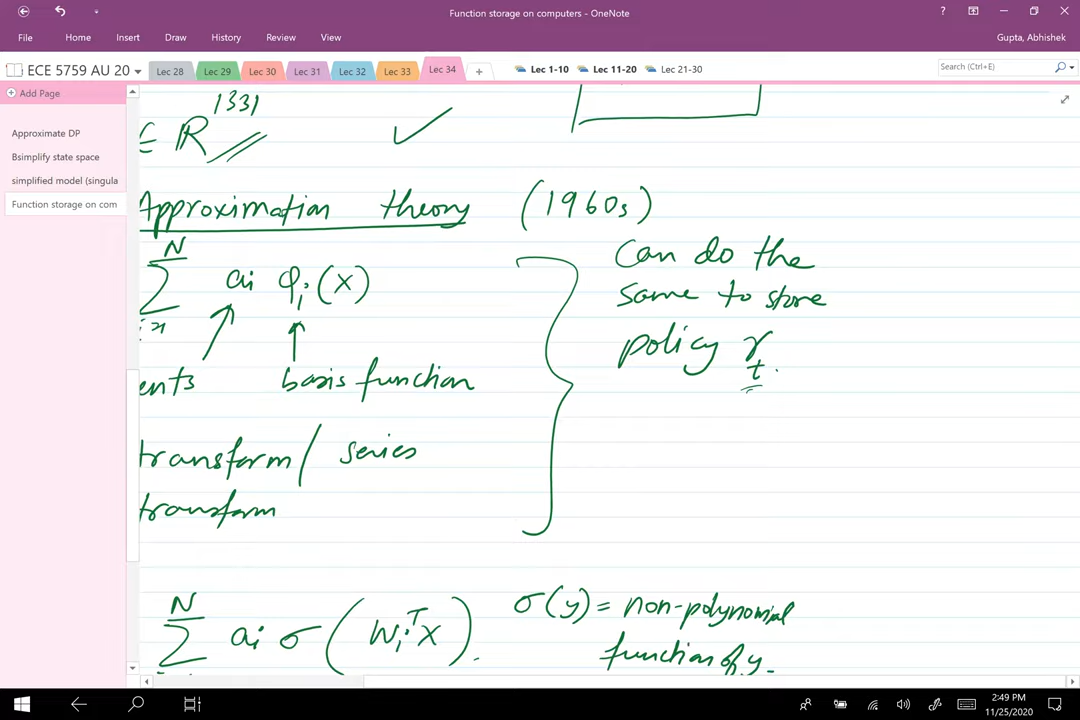 Function storage on computers - OneNote
Gupta, Abhishek
File Home Insert Draw History Review View
ECE 5759 AU 20
Lec 28 Lec 29 Lec 30 Lec 31 Lec 32 Lec 33 Lec 34
Lec 1-10 Lec 11-20 Lec 21-30
Search (Ctrl+E)
Add Page
Approximate DP
Bsimplify state space
simplified model (singula
Function storage on com
∈ ℝ^1331 ✓
Approximation theory (1960s)
N
∑ ai φi(x)
ents basis function
transform/ series
transform
Can do the
same to store
policy γt.
N
∑ ai σ(Wi^T x).
σ(y) = non-polynomial
function of y.
2:49 PM
11/25/2020